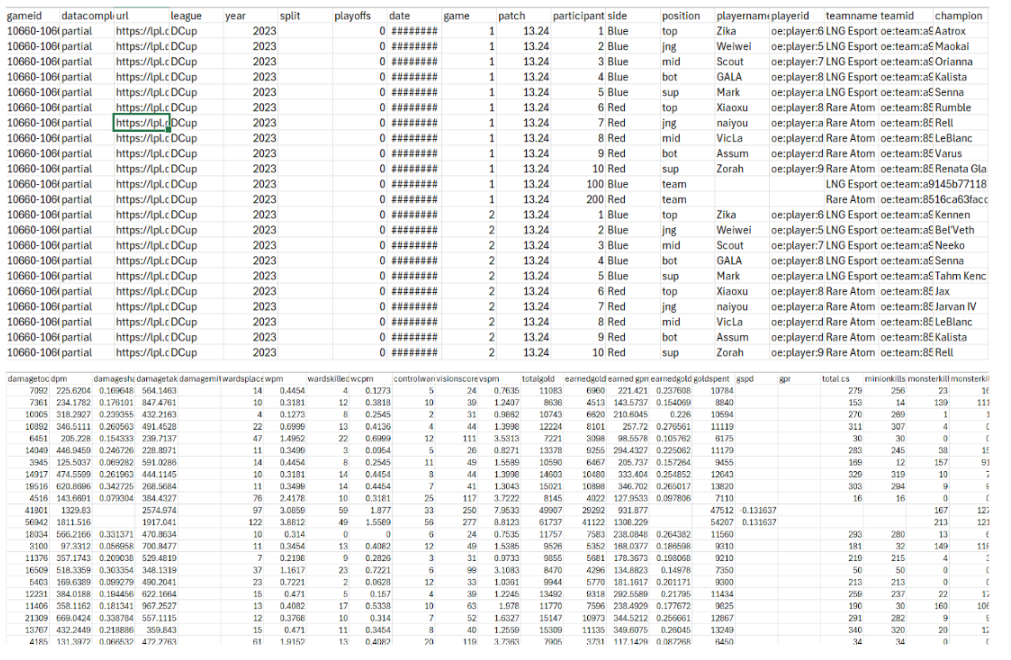 gameid datacompl url league year split playoffs date game patch participant side position playername playerid teamname teamid champion
10660-106 partial https://lpl.c DCup 2023 0 ######## 1 13.24 1 Blue top Zika oe:player:6 LNG Esport oe:team:a9 Aatrox
10660-106 partial https://lpl.c DCup 2023 0 ######## 1 13.24 2 Blue jng Weiwei oe:player:5 LNG Esport oe:team:a9 Maokai
10660-106 partial https://lpl.c DCup 2023 0 ######## 1 13.24 3 Blue mid Scout oe:player:7 LNG Esport oe:team:a9 Orianna
10660-106 partial https://lpl.c DCup 2023 0 ######## 1 13.24 4 Blue bot GALA oe:player:8 LNG Esport oe:team:a9 Kalista
10660-106 partial https://lpl.c DCup 2023 0 ######## 1 13.24 5 Blue sup Mark oe:player:a LNG Esport oe:team:a9 Senna
10660-106 partial https://lpl.c DCup 2023 0 ######## 1 13.24 6 Red top Xiaoxu oe:player:8 Rare Atom oe:team:85 Rumble
10660-106 partial https://lpl.c DCup 2023 0 ######## 1 13.24 7 Red jng naiyou oe:player:a Rare Atom oe:team:85 Rell
10660-106 partial https://lpl.c DCup 2023 0 ######## 1 13.24 8 Red mid VicLa oe:player:d Rare Atom oe:team:85 LeBlanc
10660-106 partial https://lpl.c DCup 2023 0 ######## 1 13.24 9 Red bot Assum oe:player:d Rare Atom oe:team:85 Varus
10660-106 partial https://lpl.c DCup 2023 0 ######## 1 13.24 10 Red sup Zorah oe:player:9 Rare Atom oe:team:85 Renata Gla
10660-106 partial https://lpl.c DCup 2023 0 ######## 1 13.24 100 Blue team LNG Esport oe:team:a9145b77118
10660-106 partial https://lpl.c DCup 2023 0 ######## 1 13.24 200 Red team Rare Atom oe:team:8516ca63facc
10660-106 partial https://lpl.c DCup 2023 0 ######## 2 13.24 1 Blue top Zika oe:player:6 LNG Esport oe:team:a9 Kennen
10660-106 partial https://lpl.c DCup 2023 0 ######## 2 13.24 2 Blue jng Weiwei oe:player:5 LNG Esport oe:team:a9 Bel'Veth
10660-106 partial https://lpl.c DCup 2023 0 ######## 2 13.24 3 Blue mid Scout oe:player:7 LNG Esport oe:team:a9 Neeko
10660-106 partial https://lpl.c DCup 2023 0 ######## 2 13.24 4 Blue bot GALA oe:player:8 LNG Esport oe:team:a9 Senna
10660-106 partial https://lpl.c DCup 2023 0 ######## 2 13.24 5 Blue sup Mark oe:player:a LNG Esport oe:team:a9 Tahm Kenc
10660-106 partial https://lpl.c DCup 2023 0 ######## 2 13.24 6 Red top Xiaoxu oe:player:8 Rare Atom oe:team:85 Jax
10660-106 partial https://lpl.c DCup 2023 0 ######## 2 13.24 7 Red jng naiyou oe:player:a Rare Atom oe:team:85 Jarvan IV
10660-106 partial https://lpl.c DCup 2023 0 ######## 2 13.24 8 Red mid VicLa oe:player:d Rare Atom oe:team:85 LeBlanc
10660-106 partial https://lpl.c DCup 2023 0 ######## 2 13.24 9 Red bot Assum oe:player:d Rare Atom oe:team:85 Kalista
10660-106 partial https://lpl.c DCup 2023 0 ######## 2 13.24 10 Red sup Zorah oe:player:9 Rare Atom oe:team:85 Rell
damagetoc dpm damagesha damagetak damagemit wardsplace wpm wardskilled wcpm controlwar visionscore vspm totalgold earnedgold earned gpm earnedgold goldspent gspd gpr total cs minionkills monsterkill monsterkil
7092 225.6204 0.169648 564.1463 14 0.4454 4 0.1273 5 24 0.7635 11083 6960 221.421 0.237608 10784 279 256 23 16
7361 234.1782 0.176101 847.4761 10 0.3181 12 0.3818 10 39 1.2407 8636 4513 143.5737 0.154069 8840 153 14 139 111
10005 318.2927 0.239355 432.2163 4 0.1273 8 0.2545 2 31 0.9862 10743 6620 210.6045 0.226 10594 270 269 1 1
10892 346.5111 0.260563 491.4528 22 0.6999 13 0.4136 4 44 1.3998 12224 8101 257.72 0.276561 11119 311 307 4 0
6451 205.228 0.154333 239.7137 47 1.4952 22 0.6999 12 111 3.5313 7221 3098 98.5578 0.105762 6175 30 30 0 0
14049 446.9459 0.246726 228.8971 11 0.3499 3 0.0954 5 26 0.8271 13378 9255 294.4327 0.225062 11179 283 245 38 15
3945 125.5037 0.069282 591.0286 14 0.4454 8 0.2545 11 49 1.5589 10590 6467 205.737 0.157264 9455 169 12 157 91
14917 474.5599 0.261963 444.1145 10 0.3181 14 0.4454 8 44 1.3998 14603 10480 333.404 0.254852 12643 329 319 10 7
19516 620.8696 0.342725 268.5684 11 0.3499 14 0.4454 7 41 1.3043 15021 10898 346.702 0.265017 13820 303 294 9 9
4516 143.6691 0.079304 384.4327 76 2.4178 10 0.3181 25 117 3.7222 8145 4022 127.9533 0.097806 7110 16 16 0 0
41801 1329.83 2574.974 97 3.0859 59 1.877 33 250 7.9533 49907 29292 931.877 47512 -0.131637 167 127
56942 1811.516 1917.041 122 3.8812 49 1.5589 56 277 8.8123 61737 41122 1308.229 54207 0.131637 213 121
18034 566.2166 0.331371 470.8634 10 0.314 0 0 6 24 0.7535 11757 7583 238.0848 0.264382 11560 293 280 13 6
3100 97.3312 0.056958 700.8477 11 0.3454 13 0.4082 12 49 1.5385 9526 5352 168.0377 0.186598 9310 181 32 149 118
11376 357.1743 0.209038 529.4819 7 0.2198 9 0.2826 3 31 0.9733 9855 5681 178.3673 0.198068 9210 219 215 4 3
16509 518.3359 0.303354 348.1319 37 1.1617 23 0.7221 6 99 3.1083 8470 4296 134.8823 0.14978 7350 50 50 0 0
5403 169.6389 0.099279 490.2041 23 0.7221 2 0.0628 12 33 1.0361 9944 5770 181.1617 0.201171 9300 213 213 0 0
12231 384.0188 0.194456 622.1664 15 0.471 5 0.157 4 39 1.2245 13492 9318 292.5589 0.21795 11434 259 237 22 17
11406 358.1162 0.181341 967.2527 13 0.4082 17 0.5338 10 63 1.978 11770 7596 238.4929 0.177672 9825 190 30 160 106
21309 669.0424 0.338784 557.1115 12 0.3768 10 0.314 7 52 1.6327 15147 10973 344.5212 0.256661 12867 291 282 9 9
13767 432.2449 0.218886 359.843 15 0.471 11 0.3454 8 40 1.2559 15309 11135 349.6075 0.26045 13249 340 320 20 12
4185 131.3972 0.066532 472.2763 61 1.9152 13 0.4082 20 119 3.7363 7905 3731 117.1429 0.087268 6450 34 34 0 0